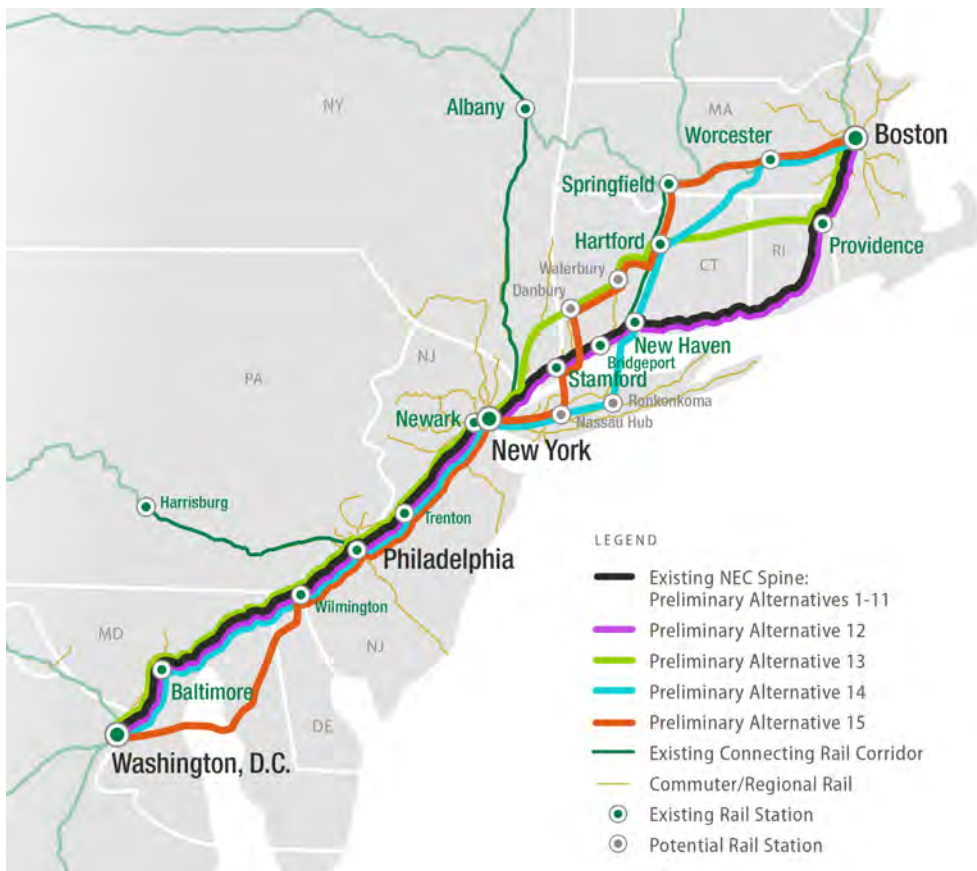 NY
Albany
MA
Worcester
Boston
Springfield
Hartford
Waterbury
CT
RI
Providence
Danbury
NJ
New Haven
Bridgeport
PA
Stamford
Ronkonkoma
Newark
Nassau Hub
New York
Harrisburg
Trenton
Philadelphia
Wilmington
MD
NJ
Baltimore
DE
Washington, D.C.
LEGEND
Existing NEC Spine:
Preliminary Alternatives 1-11
Preliminary Alternative 12
Preliminary Alternative 13
Preliminary Alternative 14
Preliminary Alternative 15
Existing Connecting Rail Corridor
Commuter/Regional Rail
Existing Rail Station
Potential Rail Station